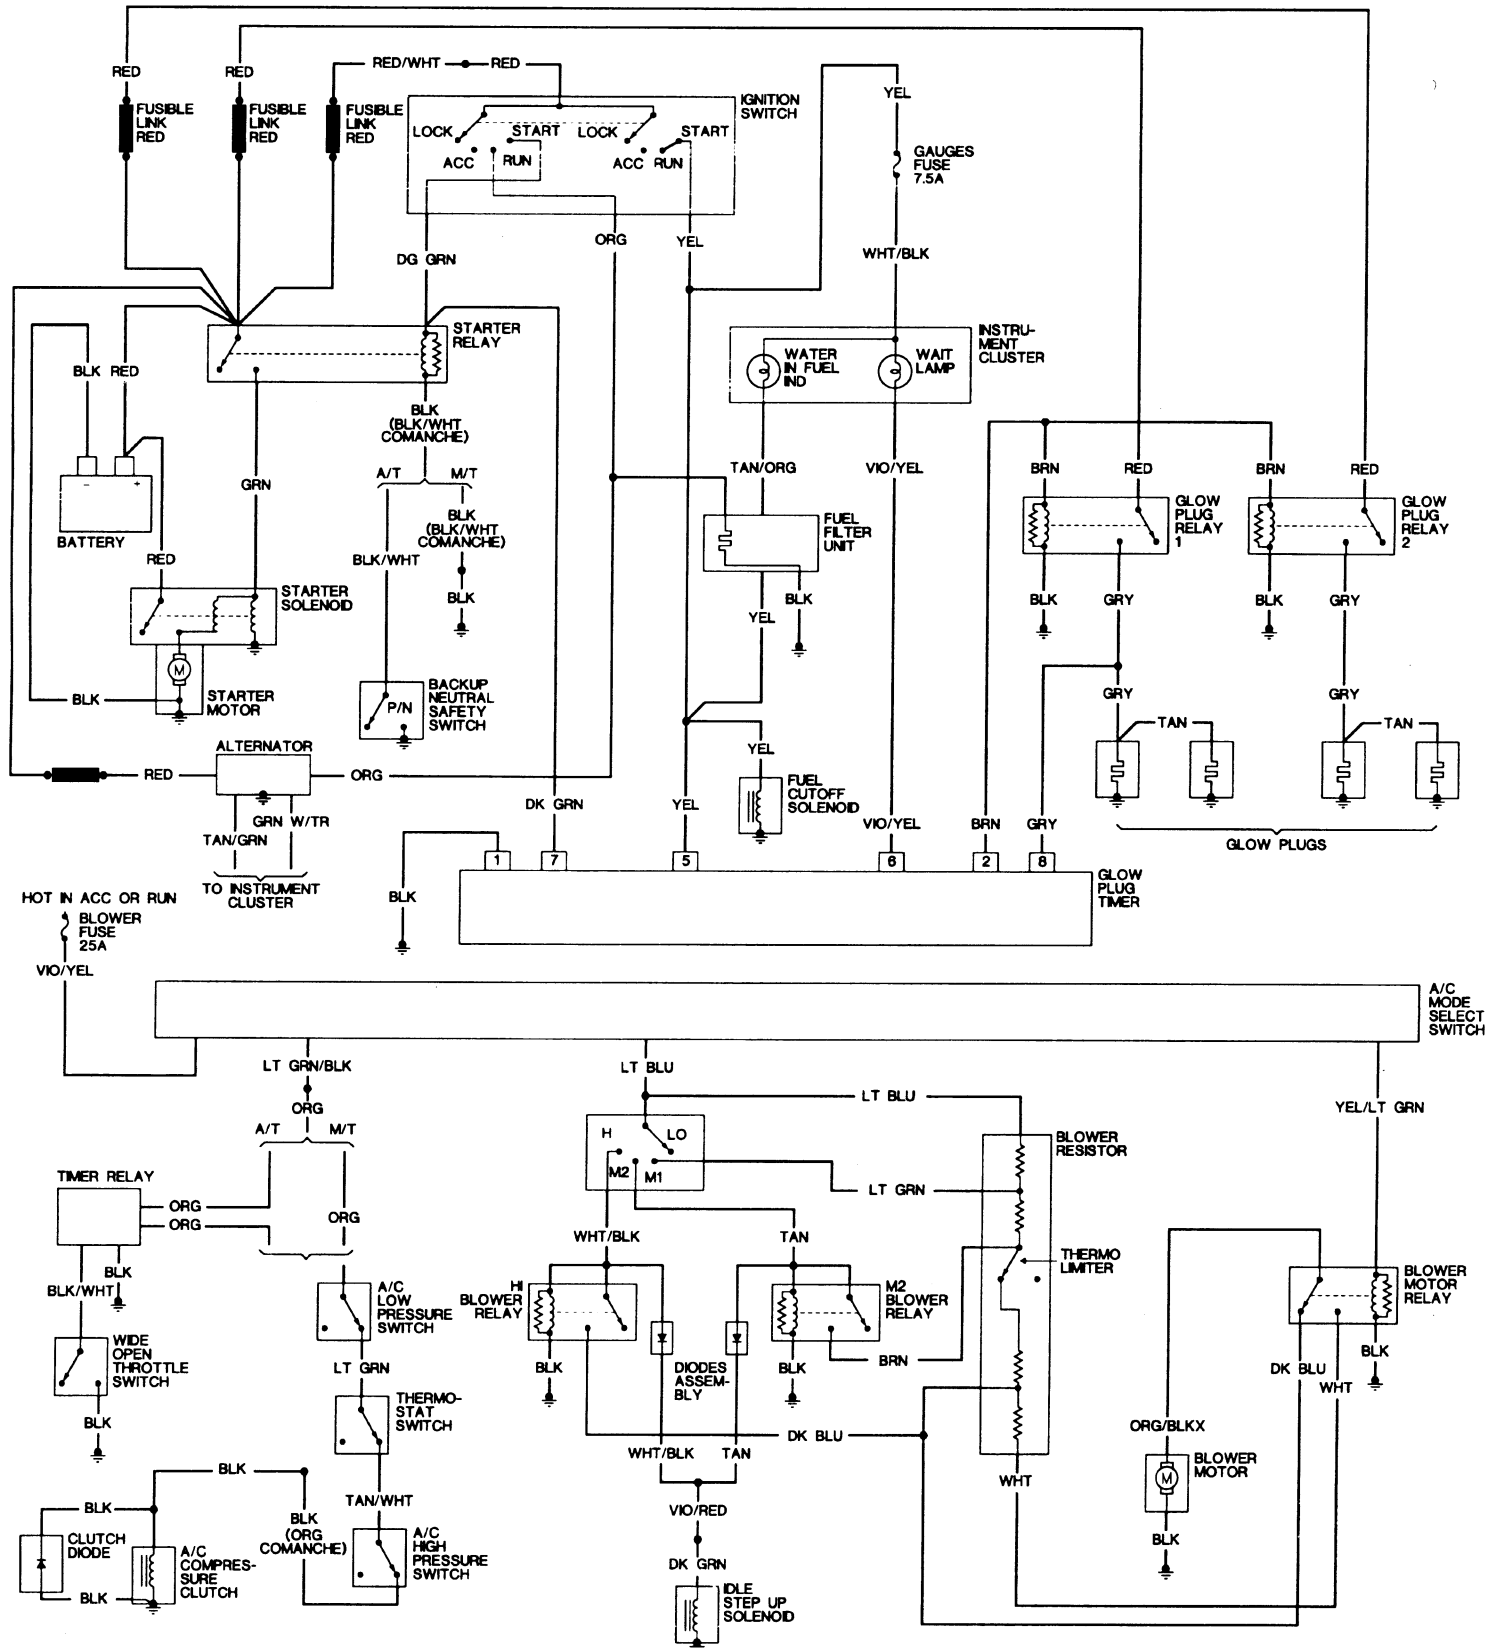 RED/WHT
RED
RED
RED
FUSIBLE
LINK
RED
FUSIBLE
LINK
RED
FUSIBLE
LINK
RED
LOCK
START
ACC
RUN
LOCK
START
ACC
RUN
IGNITION
SWITCH
YEL
GAUGES
FUSE
7.5A
ORG
YEL
WHT/BLK
DG GRN
STARTER
RELAY
WATER
IN FUEL
IND
WAIT
LAMP
INSTRU-
MENT
CLUSTER
BLK
RED
BLK
(BLK/WHT
COMANCHE)
A/T
M/T
TAN/ORG
VIO/YEL
BRN
RED
BRN
RED
GRN
-
+
BATTERY
RED
BLK/WHT
BLK
(BLK/WHT
COMANCHE)
BLK
FUEL
FILTER
UNIT
GLOW
PLUG
RELAY
1
GLOW
PLUG
RELAY
2
STARTER
SOLENOID
YEL
BLK
BLK
GRY
BLK
GRY
M
BLK
STARTER
MOTOR
P/N
BACKUP
NEUTRAL
SAFETY
SWITCH
GRY
TAN
GRY
TAN
ALTERNATOR
RED
ORG
YEL
FUEL
CUTOFF
SOLENOID
GRN W/TR
TAN/GRN
DK GRN
YEL
VIO/YEL
BRN
GRY
GLOW PLUGS
TO INSTRUMENT
CLUSTER
BLK
1
7
5
6
2
8
GLOW
PLUG
TIMER
HOT IN ACC OR RUN
BLOWER
FUSE
25A
VIO/YEL
A/C
MODE
SELECT
SWITCH
LT GRN/BLK
ORG
A/T
M/T
LT BLU
LT BLU
YEL/LT GRN
H
LO
M2
M1
BLOWER
RESISTOR
TIMER RELAY
ORG
ORG
ORG
LT GRN
BLK
BLK/WHT
WHT/BLK
TAN
THERMO
LIMITER
A/C
LOW
PRESSURE
SWITCH
HI
BLOWER
RELAY
M2
BLOWER
RELAY
BLOWER
MOTOR
RELAY
WIDE
OPEN
THROTTLE
SWITCH
BLK
LT GRN
BLK
DIODES
ASSEM-
BLY
BLK
BRN
BLK
DK BLU
WHT
THERMO-
STAT
SWITCH
DK BLU
WHT/BLK
TAN
ORG/BLKX
M
BLOWER
MOTOR
BLK
WHT
BLK
TAN/WHT
BLK
CLUTCH
DIODE
BLK
A/C
COMPRES-
SURE
CLUTCH
BLK
(ORG
COMANCHE)
A/C
HIGH
PRESSURE
SWITCH
VIO/RED
DK GRN
IDLE
STEP UP
SOLENOID